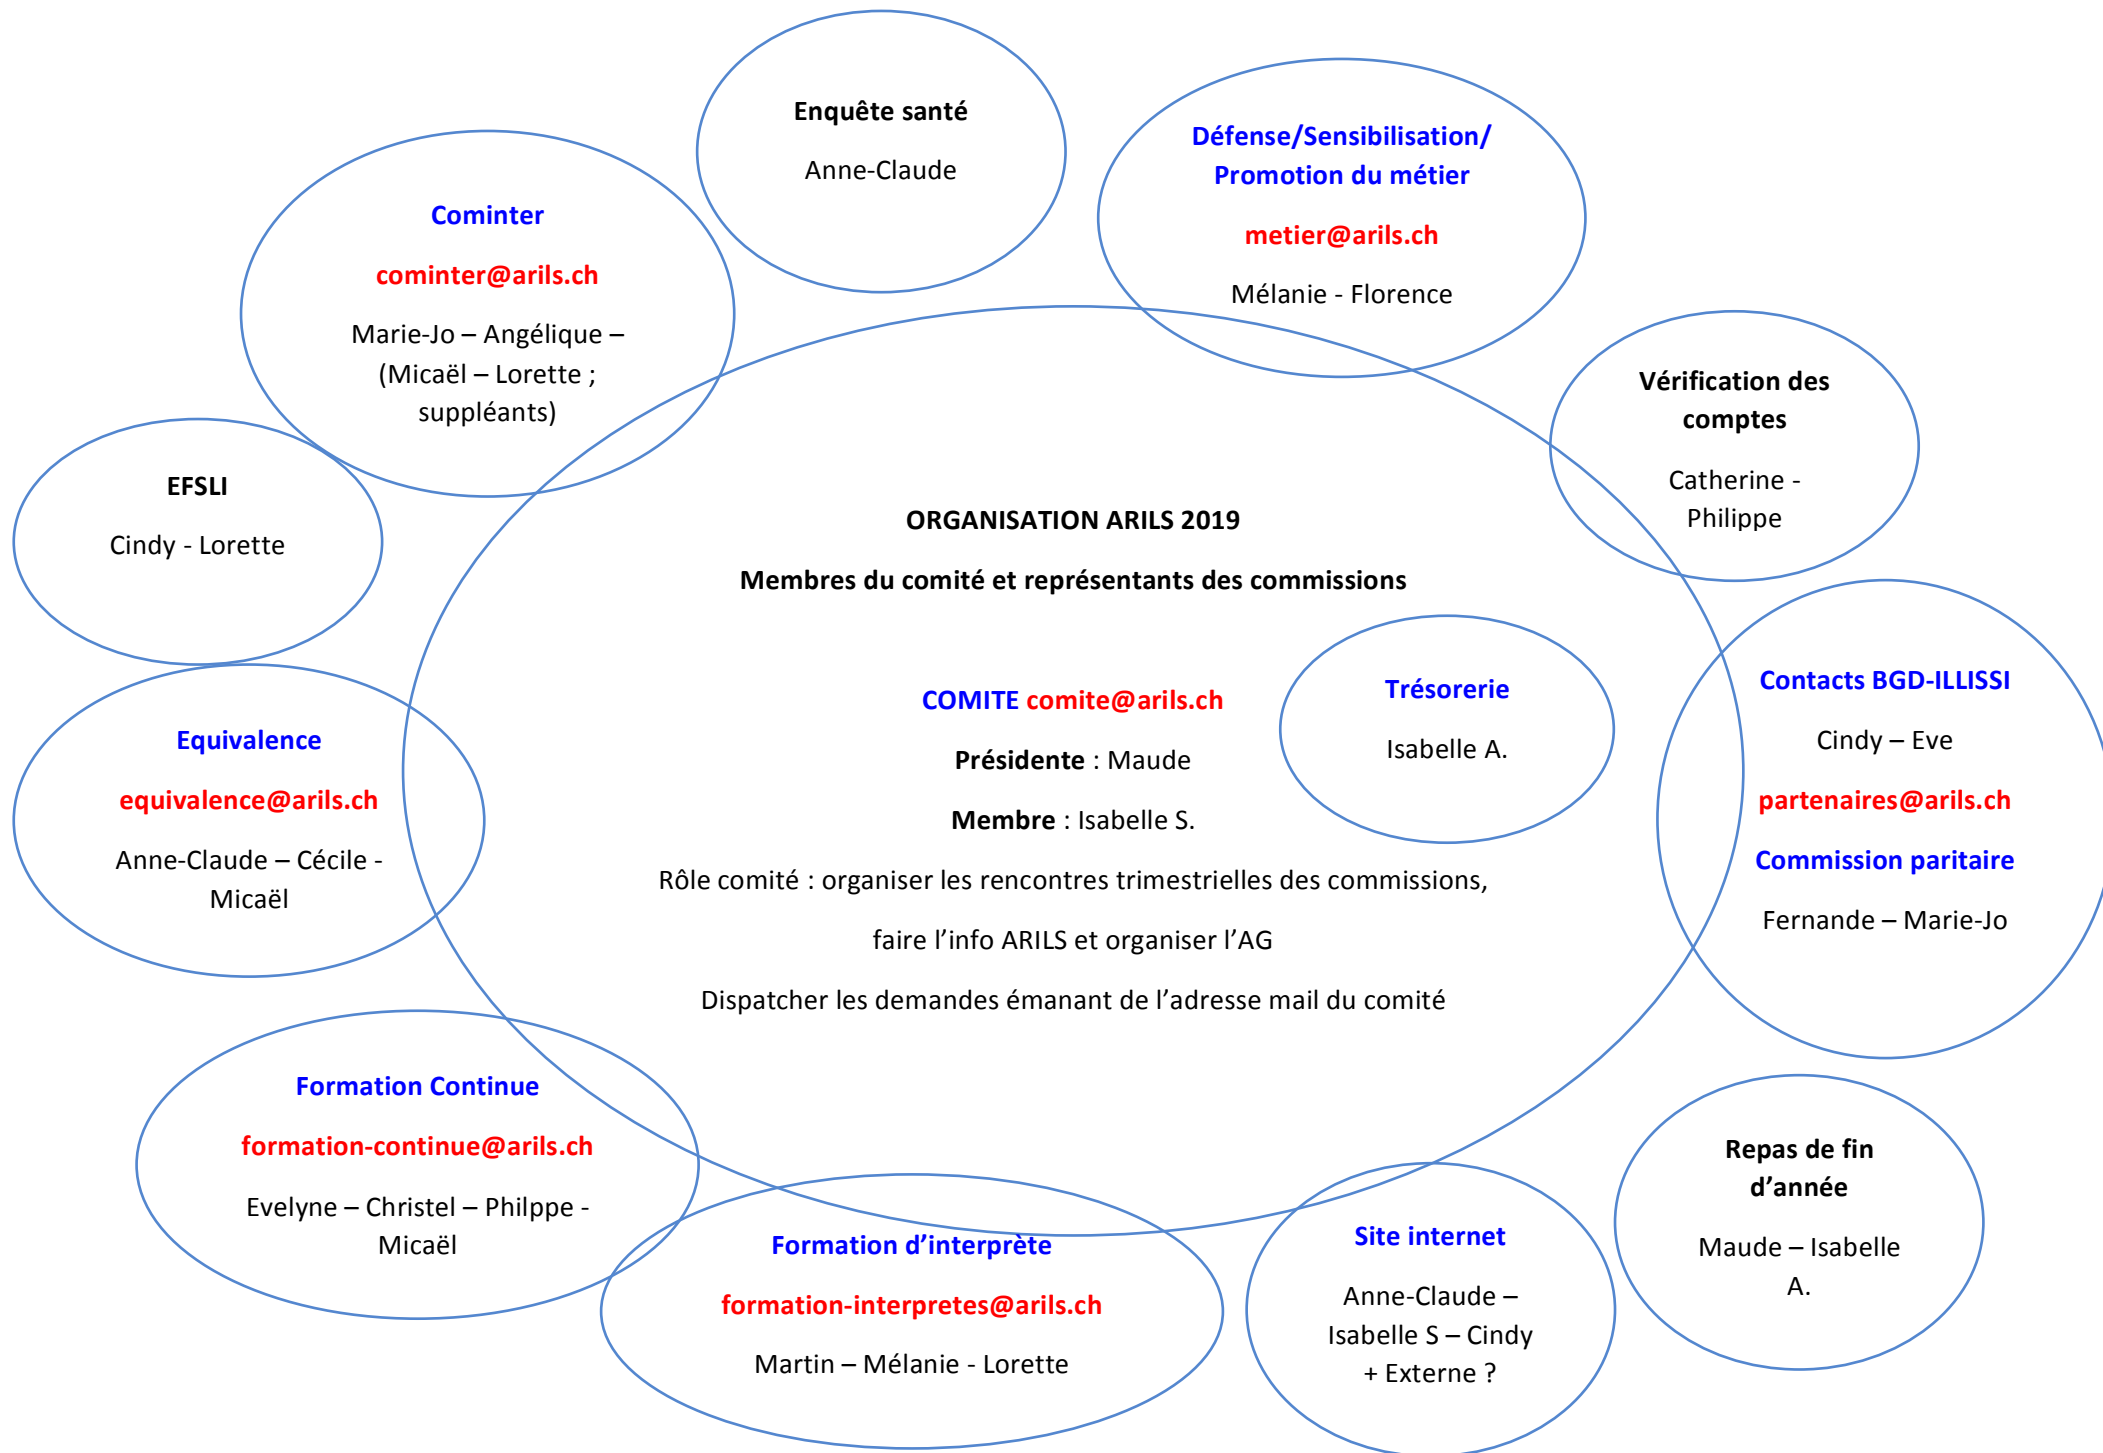 Enquête santé
Anne-Claude
Défense/Sensibilisation/
Promotion du métier
metier@arils.ch
Mélanie - Florence
Cominter
cominter@arils.ch
Marie-Jo – Angélique –
(Micaël – Lorette ;
suppléants)
Vérification des
comptes
Catherine -
Philippe
EFSLI
Cindy - Lorette
ORGANISATION ARILS 2019
Membres du comité et représentants des commissions
COMITE comite@arils.ch
Présidente : Maude
Membre : Isabelle S.
Rôle comité : organiser les rencontres trimestrielles des commissions,
faire l’info ARILS et organiser l’AG
Dispatcher les demandes émanant de l’adresse mail du comité
Trésorerie
Isabelle A.
Contacts BGD-ILLISSI
Cindy – Eve
partenaires@arils.ch
Commission paritaire
Fernande – Marie-Jo
Equivalence
equivalence@arils.ch
Anne-Claude – Cécile -
Micaël
Formation Continue
formation-continue@arils.ch
Evelyne – Christel – Philppe -
Micaël
Formation d’interprète
formation-interpretes@arils.ch
Martin – Mélanie - Lorette
Site internet
Anne-Claude –
Isabelle S – Cindy
+ Externe ?
Repas de fin
d’année
Maude – Isabelle
A.